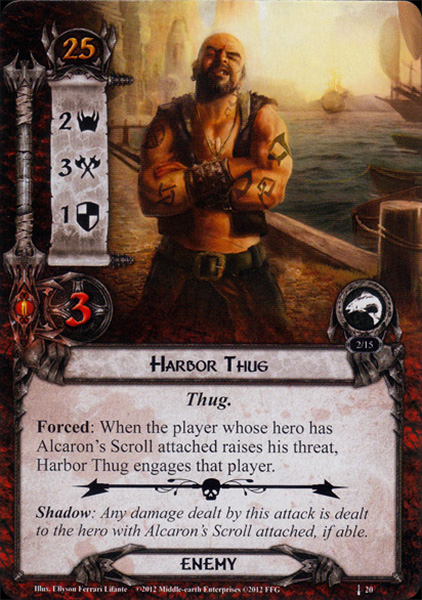 25
2
3
1
3
2/15
Harbor Thug
Thug.
Forced: When the player whose hero has
Alcaron's Scroll attached raises his threat,
Harbor Thug engages that player.
Shadow: Any damage dealt by this attack is dealt
to the hero with Alcaron's Scroll attached, if able.
ENEMY
Illus. Ellyson Ferrari Lifante ©2012 Middle-earth Enterprises ©2012 FFG 20